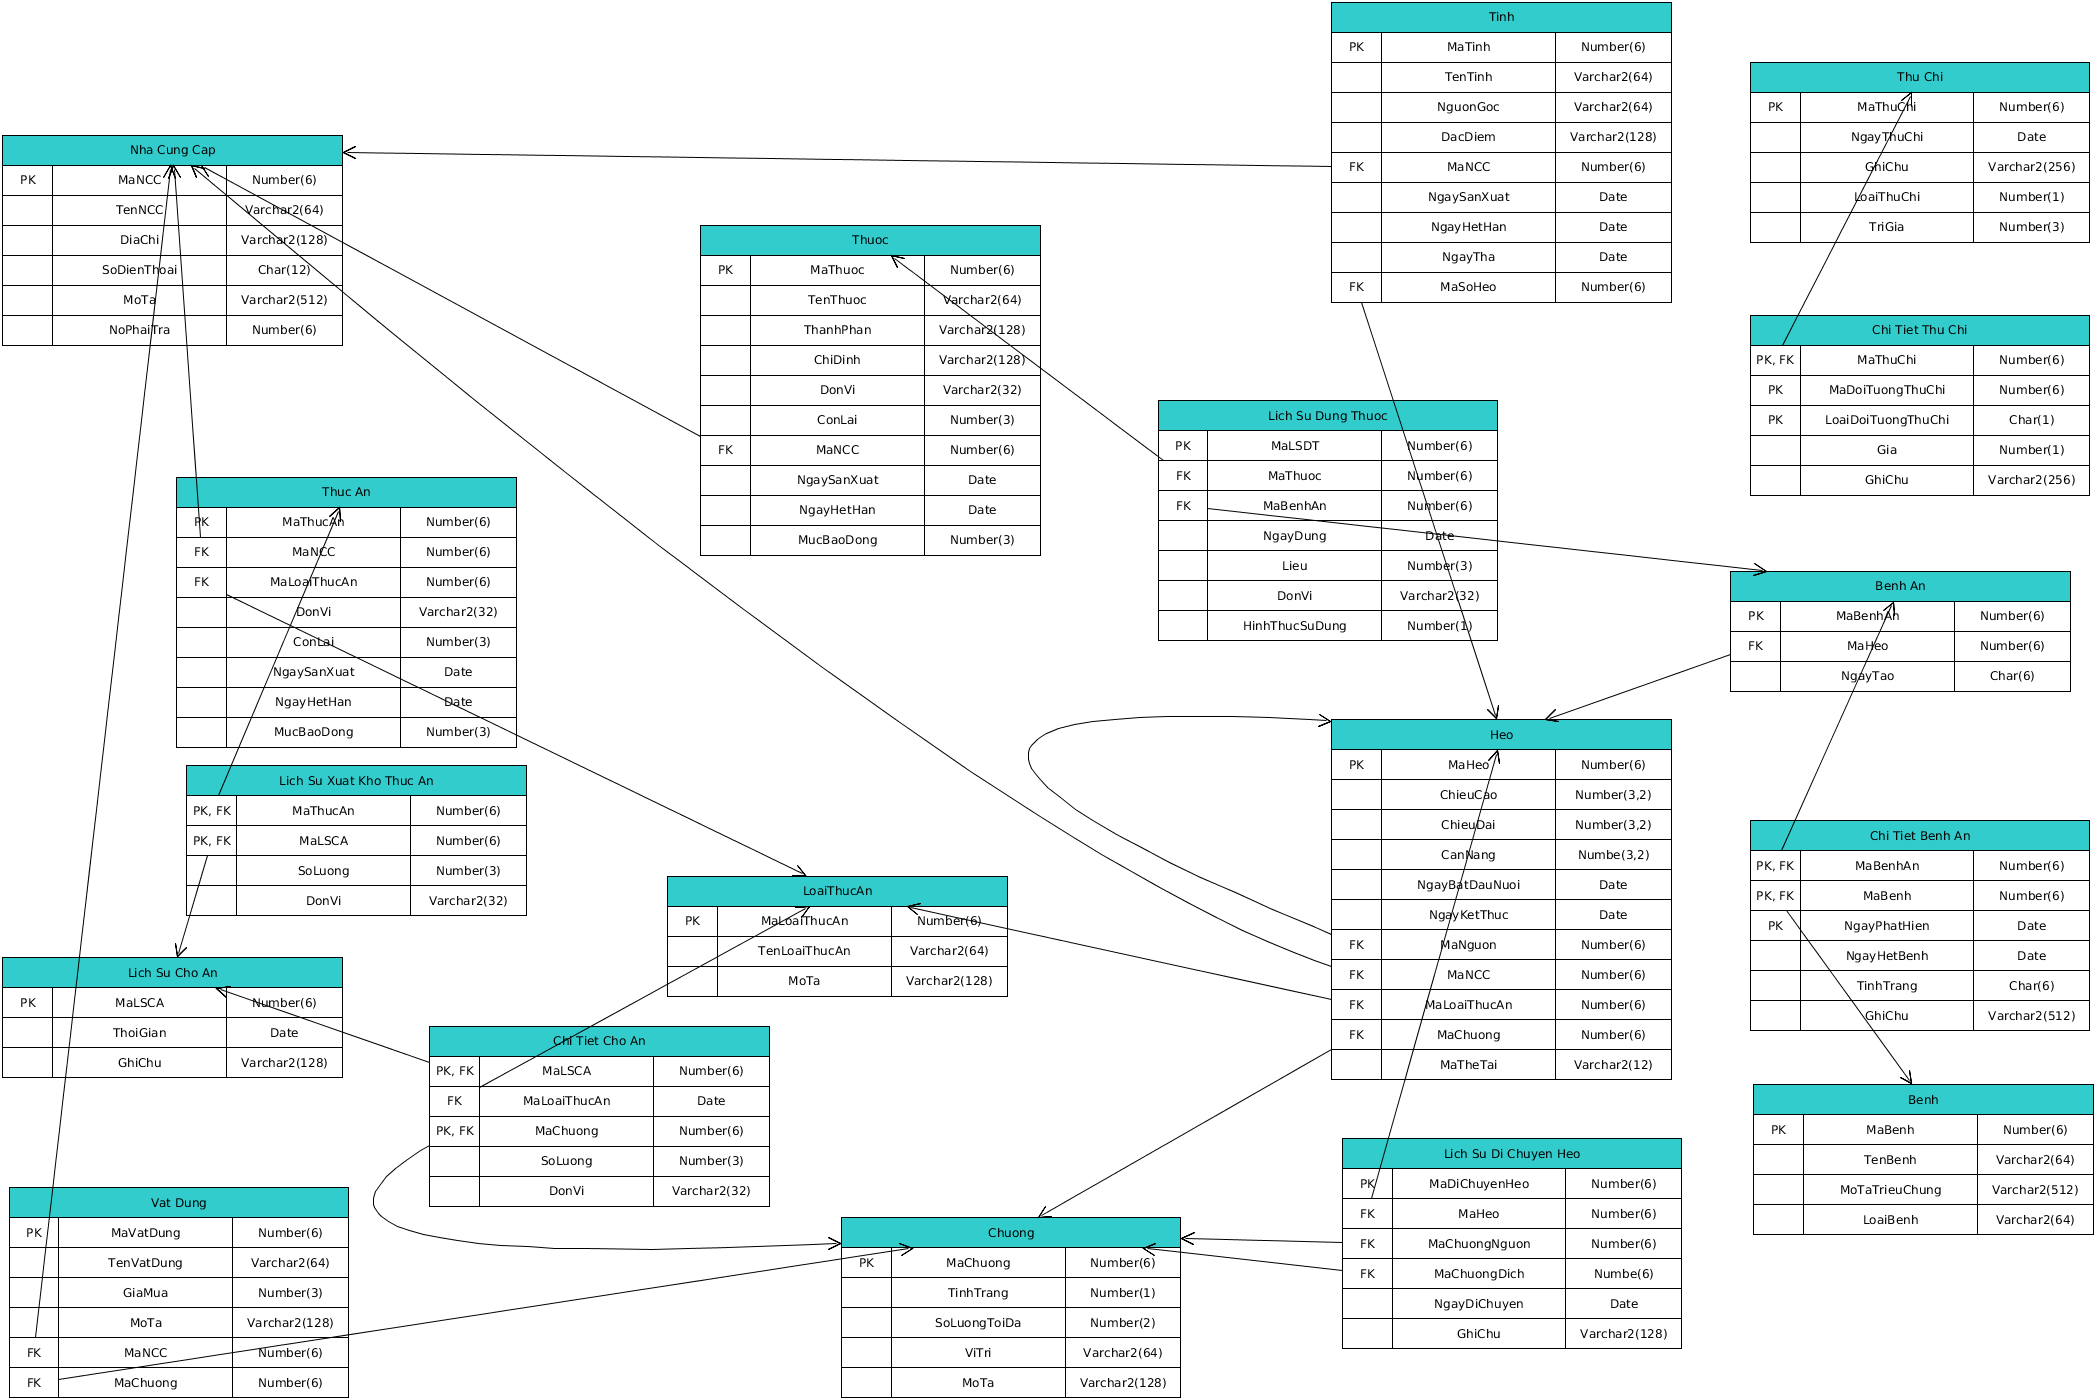 Tinh
PK MaTinh Number(6)
TenTinh Varchar2(64)
NguonGoc Varchar2(64)
DacDiem Varchar2(128)
FK MaNCC Number(6)
NgaySanXuat Date
NgayHetHan Date
NgayTha Date
FK MaSoHeo Number(6)
Thu Chi
PK MaThuChi Number(6)
NgayThuChi Date
GhiChu Varchar2(256)
LoaiThuChi Number(1)
TriGia Number(3)
Nha Cung Cap
PK MaNCC Number(6)
TenNCC Varchar2(64)
DiaChi Varchar2(128)
SoDienThoai Char(12)
MoTa Varchar2(512)
NoPhaiTra Number(6)
Thuoc
PK MaThuoc Number(6)
TenThuoc Varchar2(64)
ThanhPhan Varchar2(128)
ChiDinh Varchar2(128)
DonVi Varchar2(32)
ConLai Number(3)
FK MaNCC Number(6)
NgaySanXuat Date
NgayHetHan Date
MucBaoDong Number(3)
Chi Tiet Thu Chi
PK, FK MaThuChi Number(6)
PK MaDoiTuongThuChi Number(6)
PK LoaiDoiTuongThuChi Char(1)
Gia Number(1)
GhiChu Varchar2(256)
Lich Su Dung Thuoc
PK MaLSDT Number(6)
FK MaThuoc Number(6)
FK MaBenhAn Number(6)
NgayDung Date
Lieu Number(3)
DonVi Varchar2(32)
HinhThucSuDung Number(1)
Thuc An
PK MaThucAn Number(6)
FK MaNCC Number(6)
FK MaLoaiThucAn Number(6)
DonVi Varchar2(32)
ConLai Number(3)
NgaySanXuat Date
NgayHetHan Date
MucBaoDong Number(3)
Benh An
PK MaBenhAn Number(6)
FK MaHeo Number(6)
NgayTao Char(6)
Heo
PK MaHeo Number(6)
ChieuCao Number(3,2)
ChieuDai Number(3,2)
CanNang Numbe(3,2)
NgayBatDauNuoi Date
NgayKetThuc Date
FK MaNguon Number(6)
FK MaNCC Number(6)
FK MaLoaiThucAn Number(6)
FK MaChuong Number(6)
MaTheTai Varchar2(12)
Lich Su Xuat Kho Thuc An
PK, FK MaThucAn Number(6)
PK, FK MaLSCA Number(6)
SoLuong Number(3)
DonVi Varchar2(32)
Chi Tiet Benh An
PK, FK MaBenhAn Number(6)
PK, FK MaBenh Number(6)
PK NgayPhatHien Date
NgayHetBenh Date
TinhTrang Char(6)
GhiChu Varchar2(512)
LoaiThucAn
PK MaLoaiThucAn Number(6)
TenLoaiThucAn Varchar2(64)
MoTa Varchar2(128)
Lich Su Cho An
PK MaLSCA Number(6)
ThoiGian Date
GhiChu Varchar2(128)
Chi Tiet Cho An
PK, FK MaLSCA Number(6)
FK MaLoaiThucAn Date
PK, FK MaChuong Number(6)
SoLuong Number(3)
DonVi Varchar2(32)
Benh
PK MaBenh Number(6)
TenBenh Varchar2(64)
MoTaTrieuChung Varchar2(512)
LoaiBenh Varchar2(64)
Lich Su Di Chuyen Heo
PK MaDiChuyenHeo Number(6)
FK MaHeo Number(6)
FK MaChuongNguon Number(6)
FK MaChuongDich Numbe(6)
NgayDiChuyen Date
GhiChu Varchar2(128)
Vat Dung
PK MaVatDung Number(6)
TenVatDung Varchar2(64)
GiaMua Number(3)
MoTa Varchar2(128)
FK MaNCC Number(6)
FK MaChuong Number(6)
Chuong
PK MaChuong Number(6)
TinhTrang Number(1)
SoLuongToiDa Number(2)
ViTri Varchar2(64)
MoTa Varchar2(128)